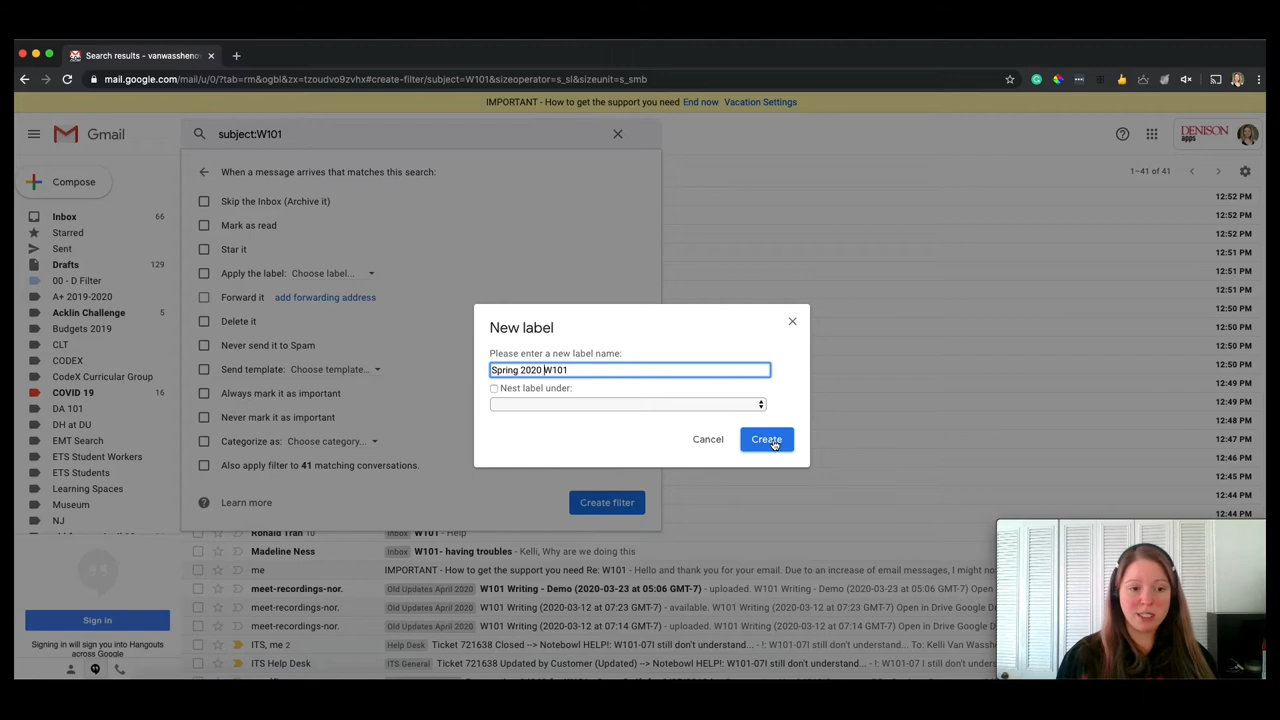 Search results - vanwasshenov
mail.google.com/mail/u/0/?tab=rm&ogbl&zx=tzoudvo9zvhx#create-filter/subject=W101&sizeoperator=s_sl&sizeunit=s_smb
IMPORTANT - How to get the support you need End now Vacation Settings
Gmail
subject:W101
DENISON
apps
Compose
When a message arrives that matches this search:
1–41 of 41
Skip the Inbox (Archive it)
12:52 PM
Inbox 66
Mark as read
12:52 PM
Starred
12:52 PM
Sent
Star it
12:51 PM
Drafts 129
12:51 PM
00 - D Filter
Apply the label: Choose label...
12:51 PM
A+ 2019-2020
Forward it add forwarding address
12:50 PM
Acklin Challenge 5
Delete it
12:50 PM
Budgets 2019
12:50 PM
CLT
Never send it to Spam
12:50 PM
CODEX
Send template: Choose template...
12:49 PM
CodeX Curricular Group
12:49 PM
COVID 19 16
Always mark it as important
12:49 PM
DA 101
Never mark it as important
12:48 PM
DH at DU
12:47 PM
EMT Search
Categorize as: Choose category...
12:46 PM
ETS Student Workers
Also apply filter to 41 matching conversations.
12:45 PM
ETS Students
12:44 PM
Learning Spaces
Learn more
Create filter
12:44 PM
Museum
NJ
New label
Please enter a new label name:
Spring 2020 W101
Nest label under:
Cancel Create
Ronald Tran 10 Inbox W101 - Help
Madeline Ness Inbox W101- having troubles - Kelli, Why are we doing this
me IMPORTANT - How to get the support you need Re: W101 - Hello and thank you for your email. Due to an increase of email messages, I might no
meet-recordings-nor. Old Updates April 2020 W101 Writing - Demo (2020-03-23 at 05:06 GMT-7) - uploaded. W101 Writing - Demo (2020-03-2
meet-recordings-nor. Old Updates April 2020 W101 Writing (2020-03-12 at 07:23 GMT-7) - available. W101 Writing (2020-03-12 at 07:23 GMT-7) Open in Drive Google D
meet-recordings-nor. Old Updates April 2020 W101 Writing (2020-03-12 at 07:14 GMT-7) - uploaded. W101 Writing (2020-03-12 at 07:14 GMT-7) Open in Drive Google D
ITS, me 2 Help Desk Ticket 721638 Closed --> Notebowl HELP!: W101-07I still don't understand... - !: W101-07I still don't understand... To: Kelli Van Wassh
ITS Help Desk ITS General Ticket 721638 Updated by Customer (Updated) --> Notebowl HELP!: W101-07I still don't understand... - !: W101-07I still don't unders
Sign in
Signing in will sign you into Hangouts
across Google